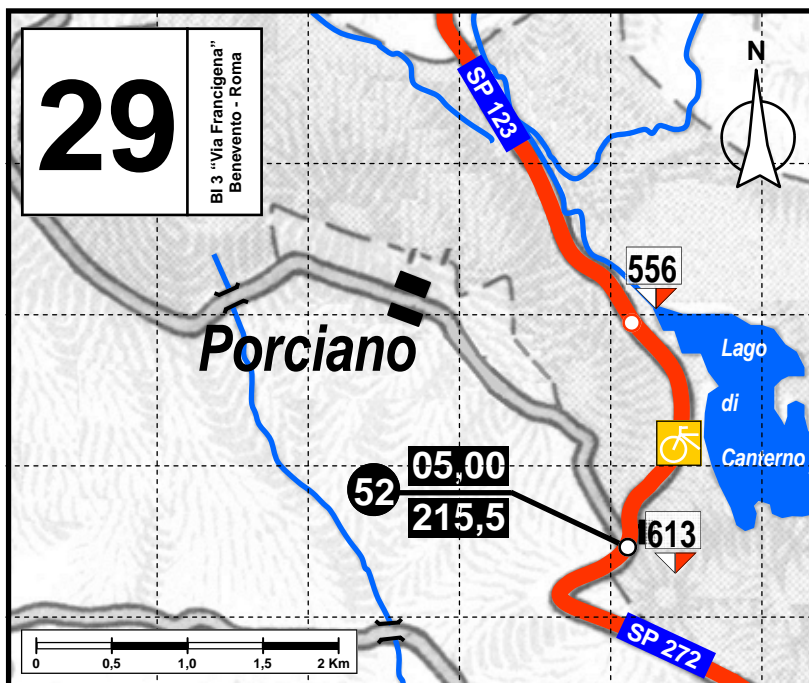 29
BI 3 "Via Francigena"
Benevento - Roma
SP 123
N
556
Porciano
Lago
di
Canterno
52
05,00
215,5
613
SP 272
0 0,5 1,0 1,5 2 Km